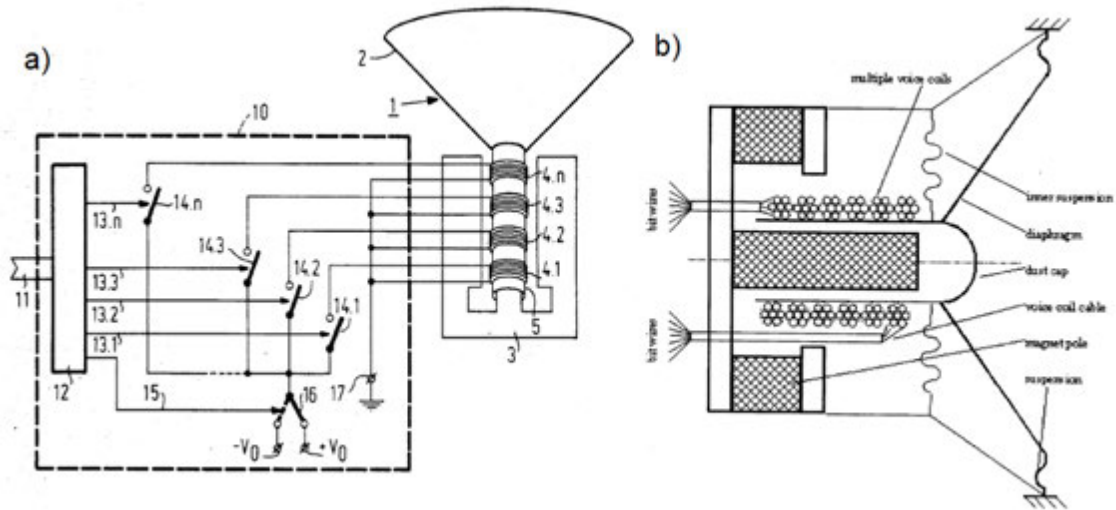 a)
10
2
1
4.n
4.3
4.2
4.1
5
3
14.n
13.n
14.3
13.3
14.2
13.2
14.1
13.1
11
12
15
16
17
-V0
+V0
b)
multiple voice coils
bit wires
inner suspension
diaphragm
dust cap
voice coil cable
bit wires
magnet pole
suspension